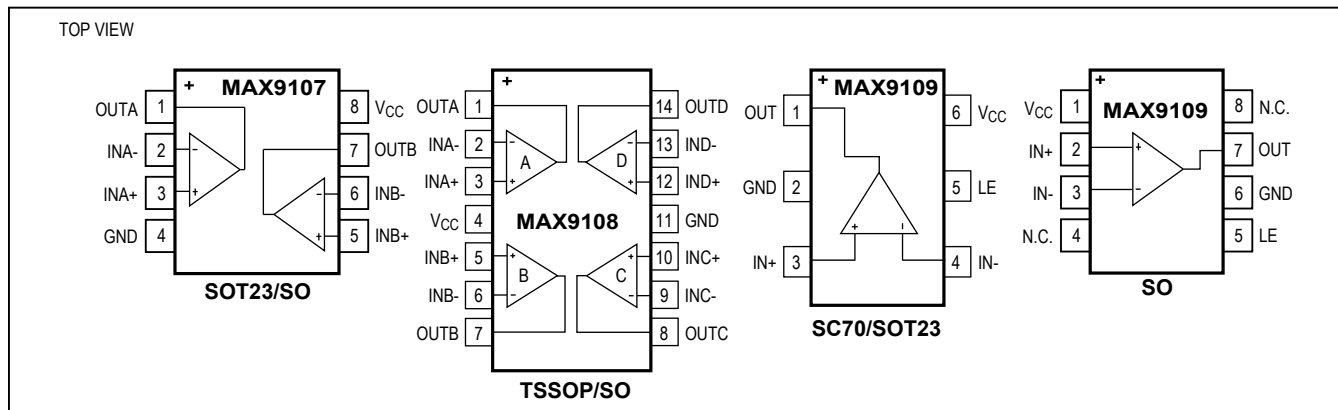 TOP VIEW
+
MAX9107
OUTA 1
8 VCC
INA- 2
7 OUTB
INA+ 3
6 INB-
GND 4
5 INB+
-
+
-
+
SOT23/SO
+
OUTA 1
14 OUTD
INA- 2
13 IND-
INA+ 3
12 IND+
VCC 4
11 GND
INB+ 5
10 INC+
INB- 6
9 INC-
OUTB 7
8 OUTC
-
A
+
-
D
+
MAX9108
+
B
-
+
C
-
TSSOP/SO
+
MAX9109
OUT 1
6 VCC
GND 2
5 LE
IN+ 3
4 IN-
+ -
SC70/SOT23
+
VCC 1
MAX9109
8 N.C.
IN+ 2
7 OUT
IN- 3
6 GND
N.C. 4
5 LE
+
-
SO